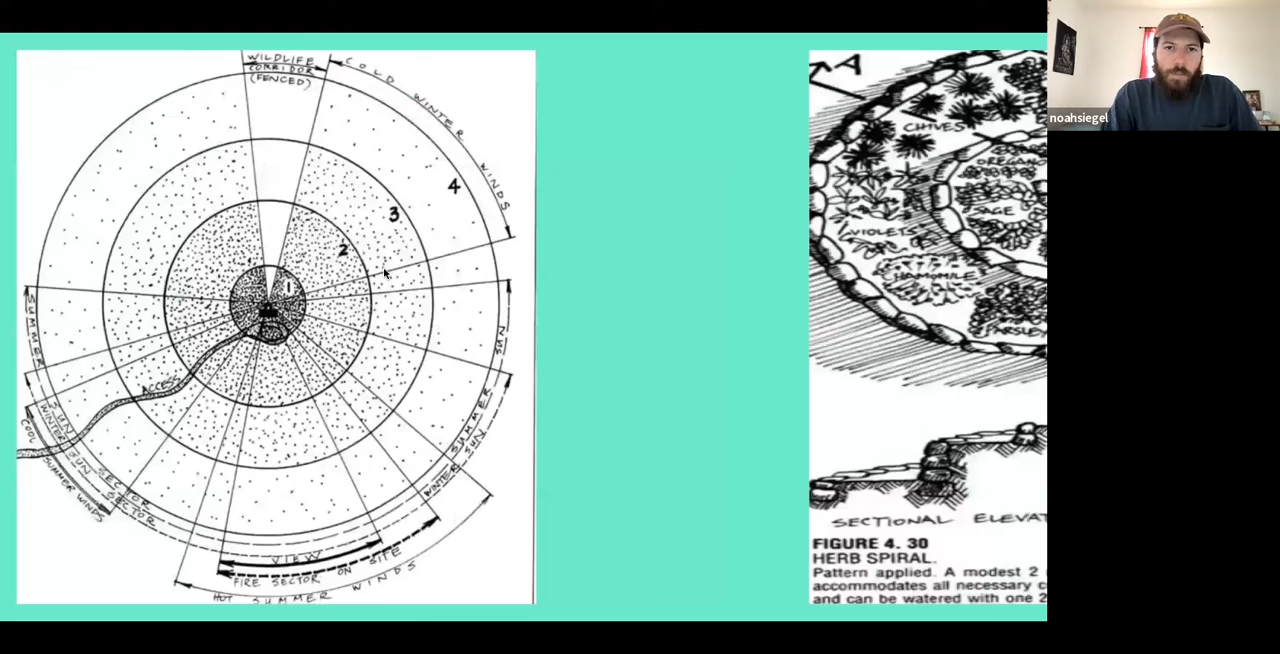 WILDLIFE
CORRIDOR
(FENCED)
COLD WINTER WINDS
4
3
2
1
SUMMER
SUN
ACCESS
SUN SECTOR
WINTER SUN SECTOR
COOL SUMMER WINDS
SUMMER
WINTER SUN
VIEW
FIRE SECTOR ON SITE
HOT SUMMER WINDS
A
CHIVES
OREGANO
SAGE
VIOLETS
CHAMOMILE
PARSLEY
SECTIONAL ELEVAT
FIGURE 4. 30
HERB SPIRAL.
Pattern applied. A modest 2
accommodates all necessary c
and can be watered with one 2
noahsiegel